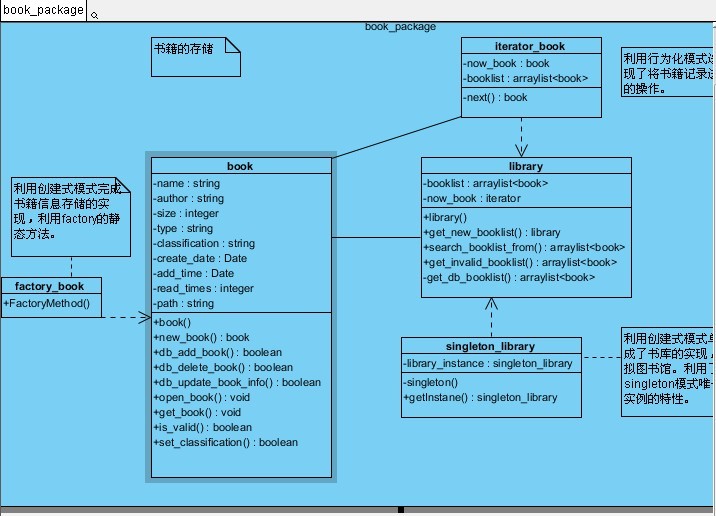 book_package
book_package
书籍的存储
iterator_book
-now_book : book
-booklist : arraylist<book>
-next() : book
利用行为化模式
现了将书籍记录
的操作。
book
-name : string
-author : string
-size : integer
-type : string
-classification : string
-create_date : Date
-add_time : Date
-read_times : integer
-path : string
+book()
+new_book() : book
+db_add_book() : boolean
+db_delete_book() : boolean
+db_update_book_info() : boolean
+open_book() : void
+get_book() : void
+is_valid() : boolean
+set_classification() : boolean
library
-booklist : arraylist<book>
-now_book : iterator
+library()
+get_new_booklist() : library
+search_booklist_from() : arraylist<book>
+get_invalid_booklist() : arraylist<book>
-get_db_booklist() : arraylist<book>
利用创建式模式完成
书籍信息存储的实
现，利用factory的静
态方法。
factory_book
+FactoryMethod()
singleton_library
-library_instance : singleton_library
-singleton()
+getInstane() : singleton_library
利用创建式模式单
成了书库的实现，
拟图书馆。利用了
singleton模式唯一
实例的特性。